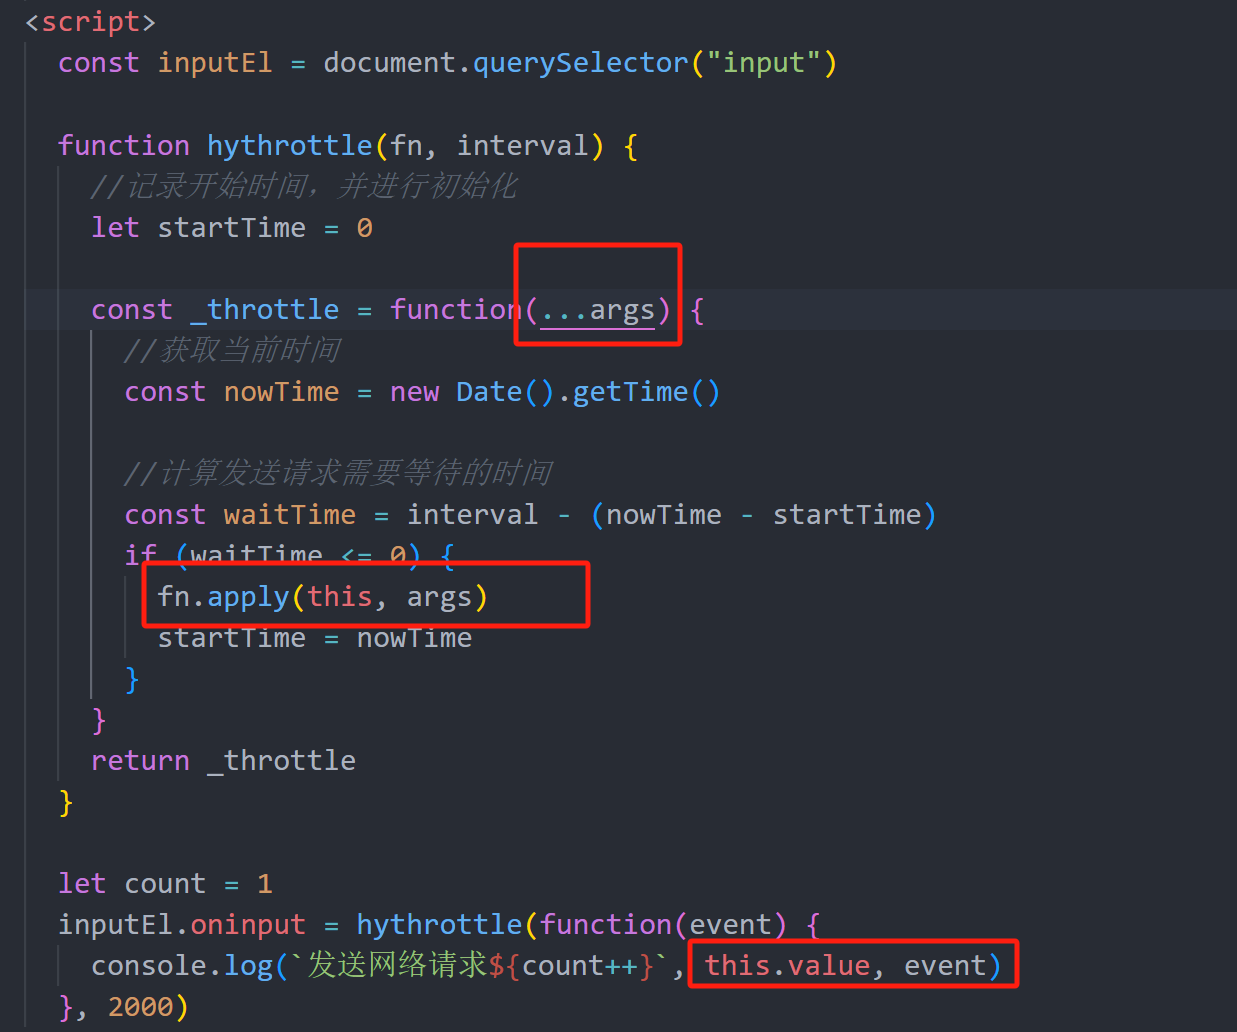 <script>
const inputEl = document.querySelector("input")
function hythrottle(fn, interval) {
//记录开始时间，并进行初始化
let startTime = 0
const _throttle = function(...args) {
//获取当前时间
const nowTime = new Date().getTime()
//计算发送请求需要等待的时间
const waitTime = interval - (nowTime - startTime)
if (waitTime <= 0) {
fn.apply(this, args)
startTime = nowTime
}
}
return _throttle
}
let count = 1
inputEl.oninput = hythrottle(function(event) {
console.log(`发送网络请求${count++}`, this.value, event)
}, 2000)